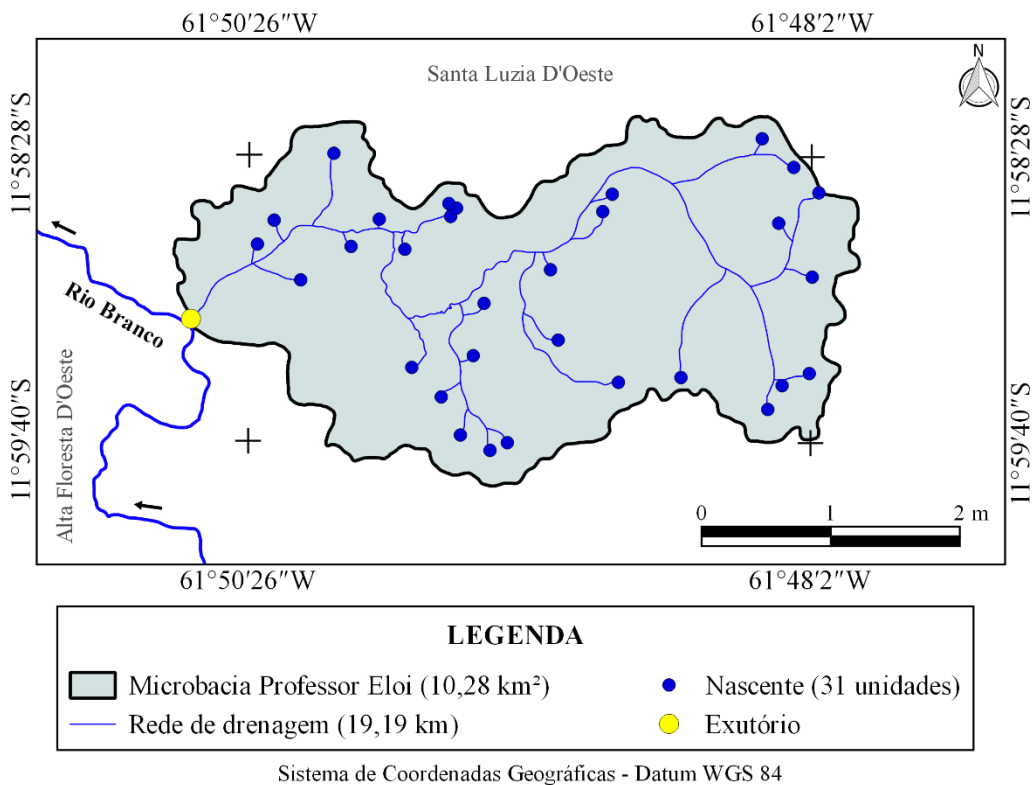 61°50′26″W 61°48′2″W
Santa Luzia D'Oeste
N
11°58′28″S 11°58′28″S
Rio Branco
Alta Floresta D'Oeste
11°59′40″S 11°59′40″S
0 1 2 m
61°50′26″W 61°48′2″W
LEGENDA
Microbacia Professor Eloi (10,28 km²) Nascente (31 unidades)
Rede de drenagem (19,19 km) Exutório
Sistema de Coordenadas Geográficas - Datum WGS 84